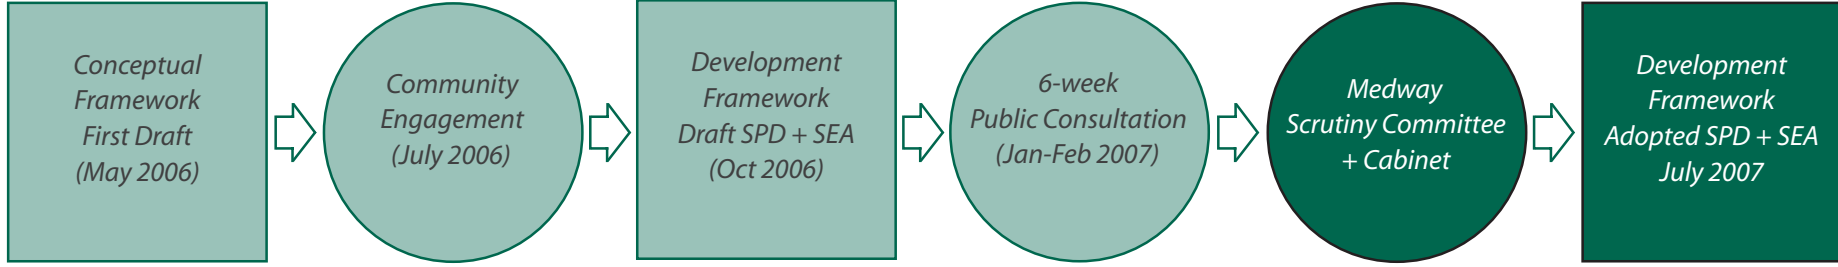 Conceptual
Framework
First Draft
(May 2006)
Community
Engagement
(July 2006)
Development
Framework
Draft SPD + SEA
(Oct 2006)
6-week
Public Consultation
(Jan-Feb 2007)
Medway
Scrutiny Committee
+ Cabinet
Development
Framework
Adopted SPD + SEA
July 2007